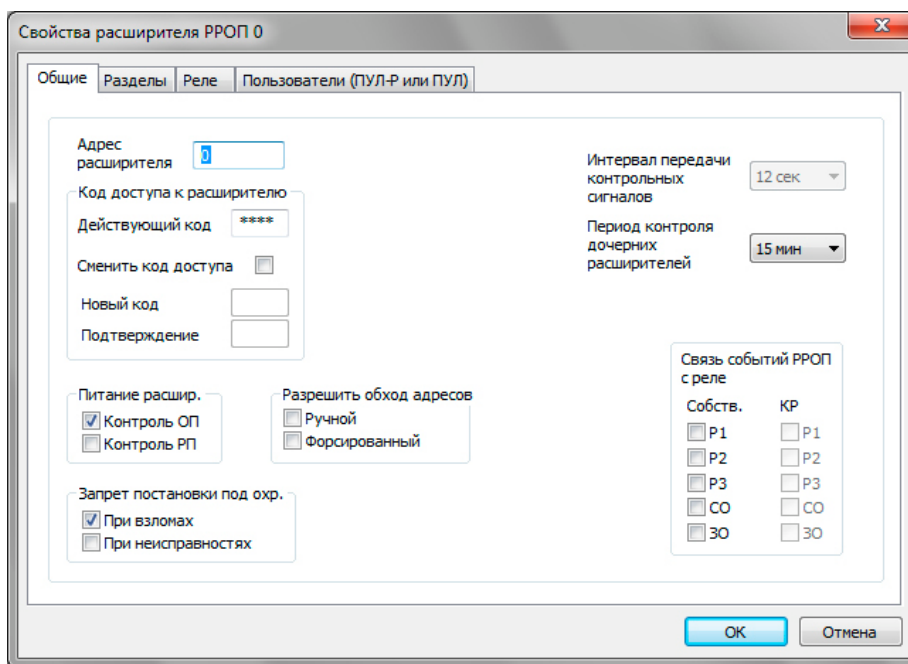 Свойства расширителя РРОП 0
Общие Разделы Реле Пользователи (ПУЛ-Р или ПУЛ)
Адрес
расширителя
0
Код доступа к расширителю
Действующий код ****
Сменить код доступа
Новый код
Подтверждение
Интервал передачи
контрольных
сигналов
12 сек
Период контроля
дочерних
расширителей
15 мин
Питание расшир.
Контроль ОП
Контроль РП
Разрешить обход адресов
Ручной
Форсированный
Запрет постановки под охр.
При взломах
При неисправностях
Связь событий РРОП
с реле
Собств. КР
Р1 Р1
Р2 Р2
Р3 Р3
СО СО
ЗО ЗО
ОК Отмена